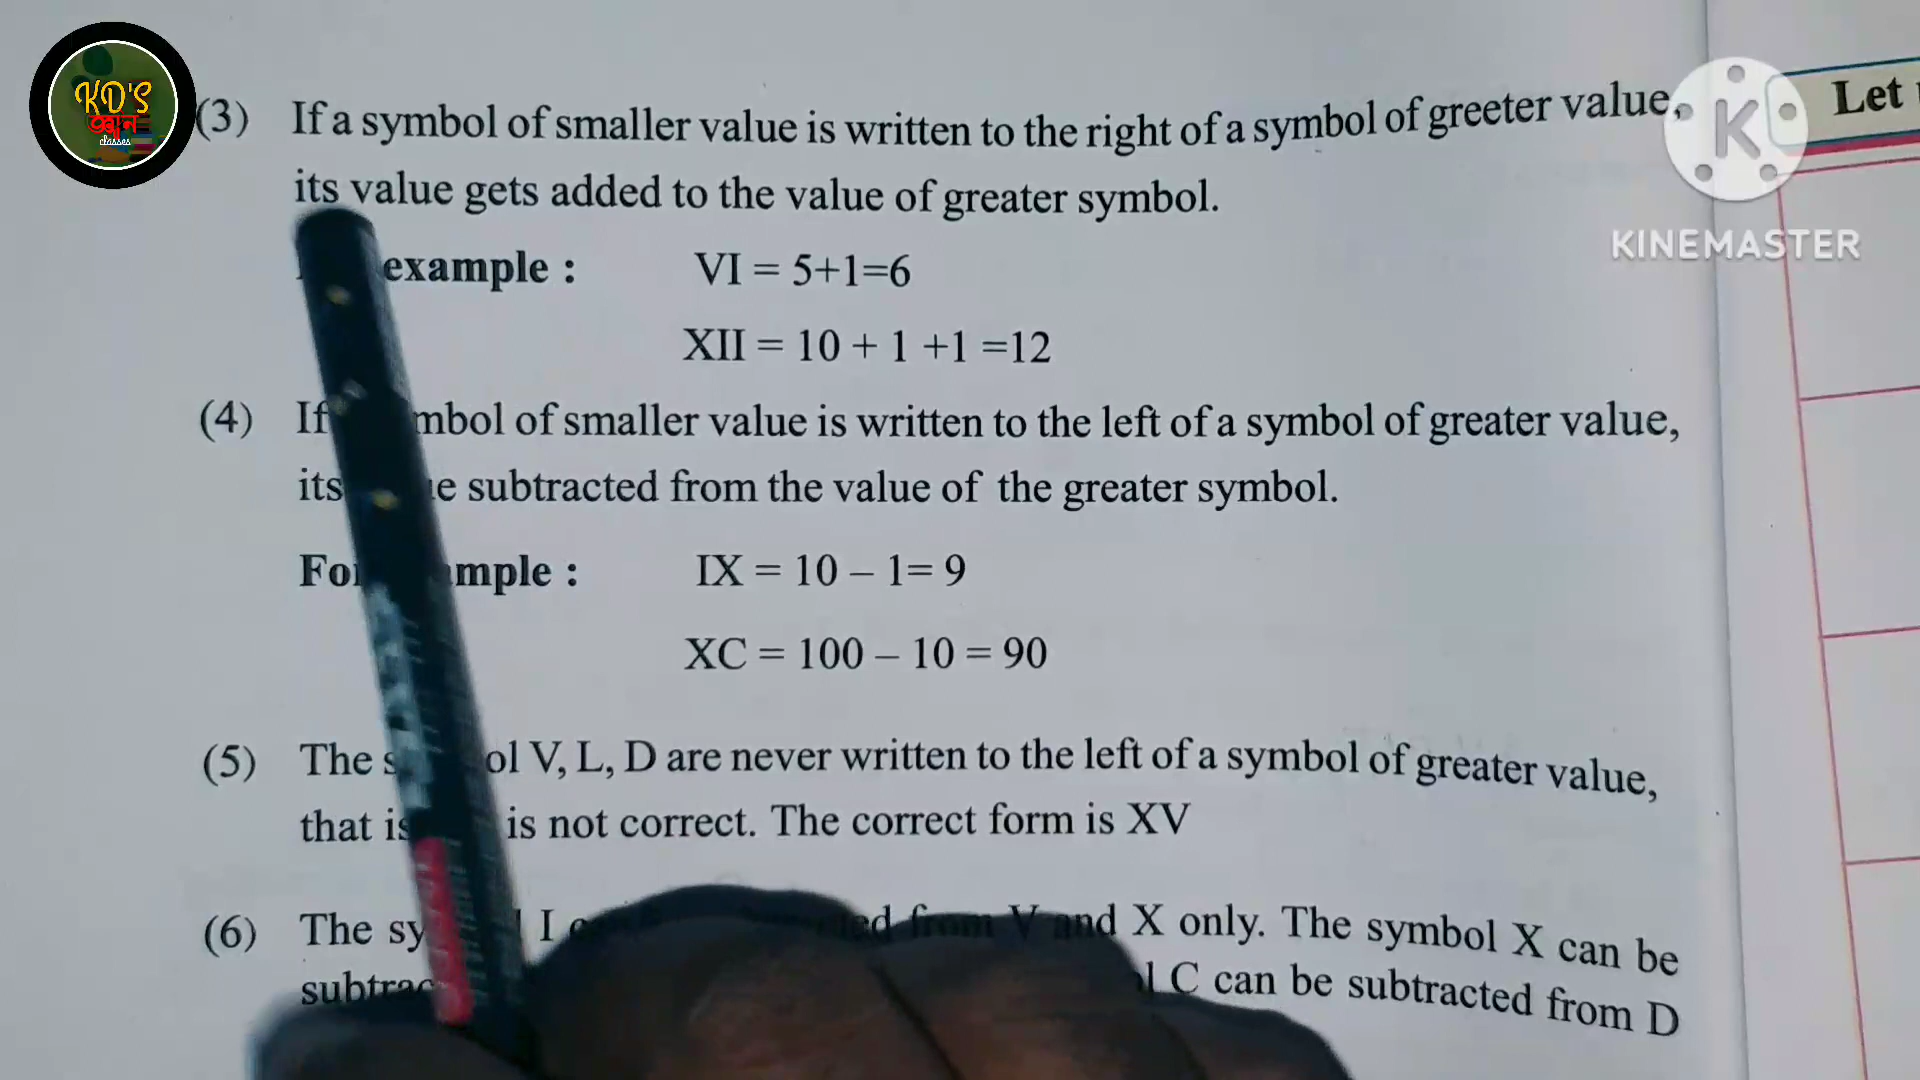 KD'S
জ্ঞান
classes
(3) If a symbol of smaller value is written to the right of a symbol of greeter value,
its value gets added to the value of greater symbol.
example : VI = 5+1=6
XII = 10 + 1 +1 =12
(4) If mbol of smaller value is written to the left of a symbol of greater value,
its subtracted from the value of the greater symbol.
For mple : IX = 10 – 1= 9
XC = 100 – 10 = 90
(5) The ol V, L, D are never written to the left of a symbol of greater value,
that is is not correct. The correct form is XV
(6) The sy I from V and X only. The symbol X can be
subtrac C can be subtracted from D
Let
K
KINEMASTER